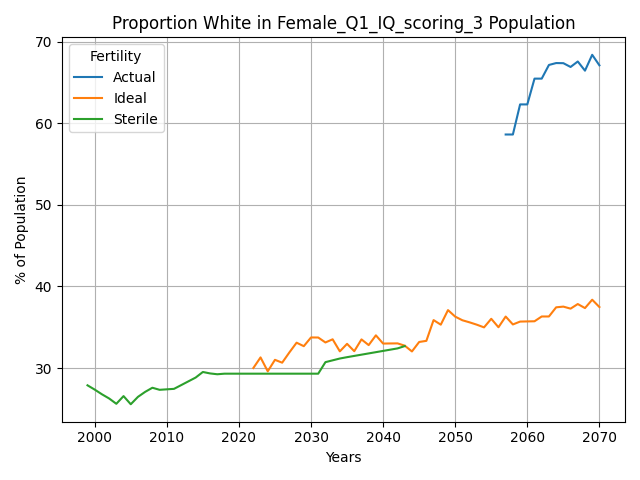 Proportion White in Female_Q1_IQ_scoring_3 Population
Fertility
Actual
Ideal
Sterile
% of Population
70
60
50
40
30
2000 2010 2020 2030 2040 2050 2060 2070
Years